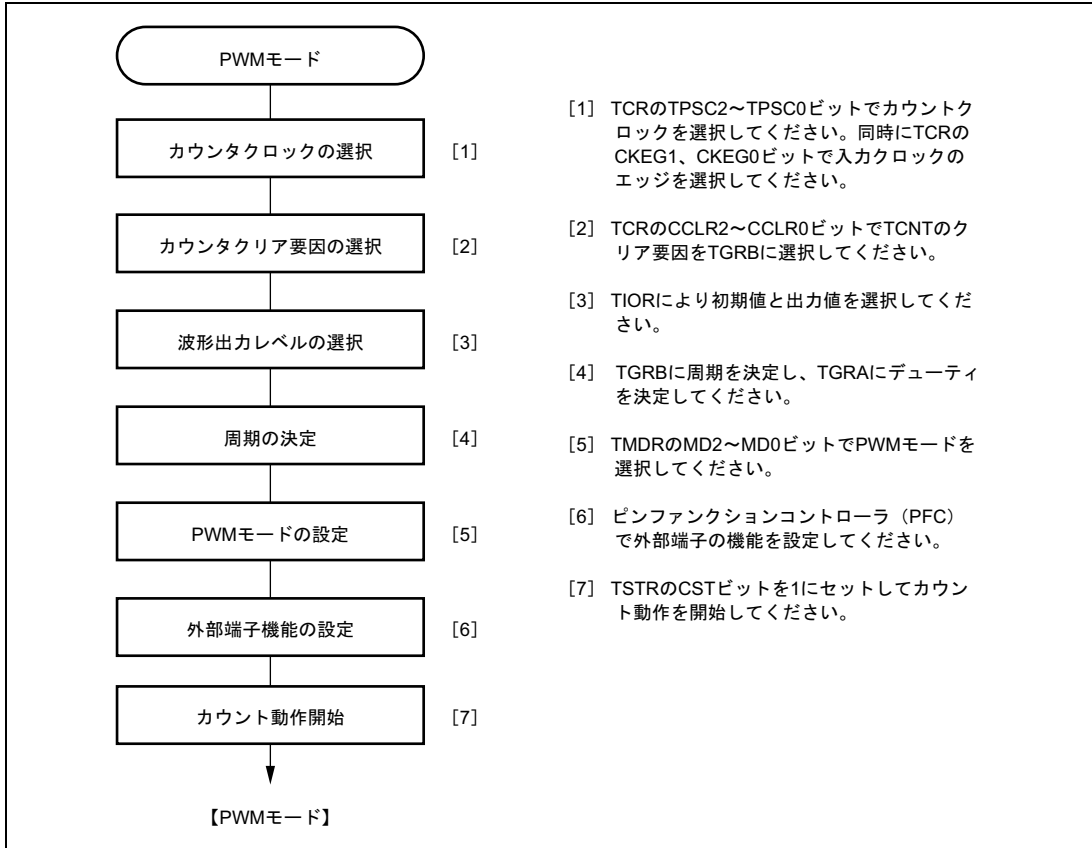 PWMモード
カウンタクロックの選択 [1]
カウンタクリア要因の選択 [2]
波形出力レベルの選択 [3]
周期の決定 [4]
PWMモードの設定 [5]
外部端子機能の設定 [6]
カウント動作開始 [7]
【PWMモード】
[1] TCRのTPSC2～TPSC0ビットでカウントク
ロックを選択してください。同時にTCRの
CKEG1、CKEG0ビットで入力クロックの
エッジを選択してください。
[2] TCRのCCLR2～CCLR0ビットでTCNTのク
リア要因をTGRBに選択してください。
[3] TIORにより初期値と出力値を選択してくだ
さい。
[4] TGRBに周期を決定し、TGRAにデューティ
を決定してください。
[5] TMDRのMD2～MD0ビットでPWMモードを
選択してください。
[6] ピンファンクションコントローラ（PFC）
で外部端子の機能を設定してください。
[7] TSTRのCSTビットを1にセットしてカウン
ト動作を開始してください。